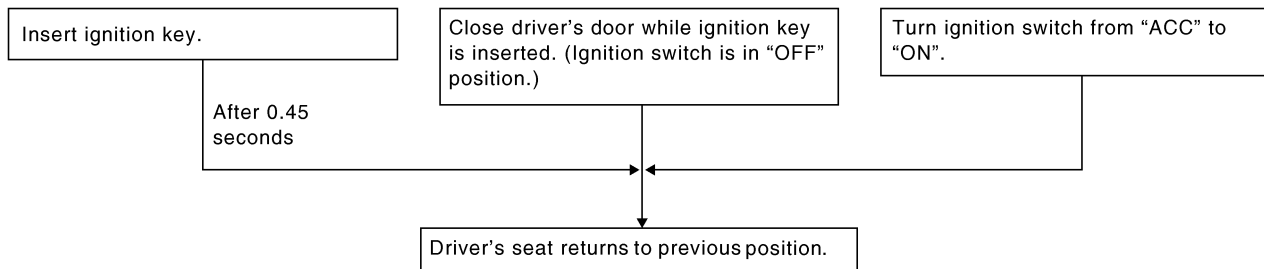 Insert ignition key.
Close driver's door while ignition key
is inserted. (Ignition switch is in “OFF”
position.)
Turn ignition switch from “ACC” to
“ON”.
After 0.45
seconds
Driver's seat returns to previous position.